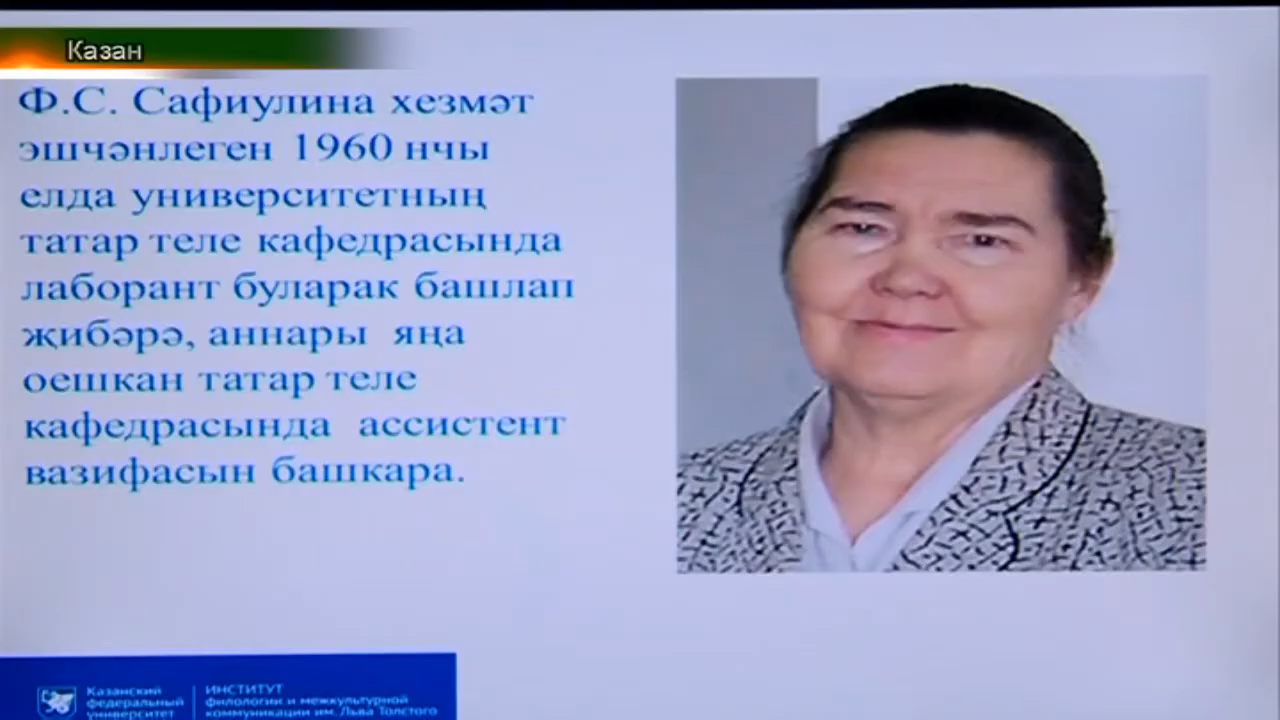 Казан
Ф.С. Сафиулина хезмәт
эшчәнлеген 1960 нчы
елда университетның
татар теле кафедрасында
лаборант буларак башлап
җибәрә, аннары яңа
оешкан татар теле
кафедрасында ассистент
вазифасын башкара.
Казанский
федеральный
университет
ИНСТИТУТ
филологии и межкультурной
коммуникации им. Льва Толстого